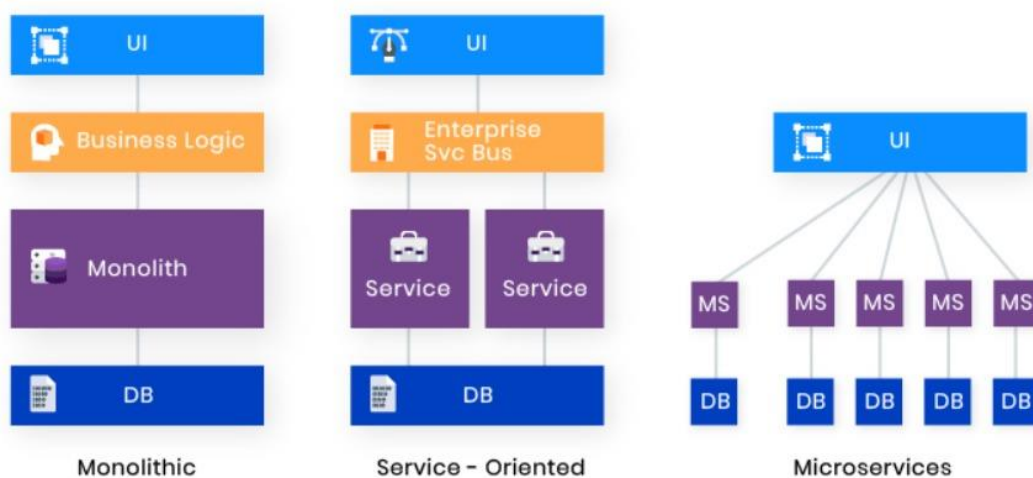 UI
Business Logic
Monolith
DB
Monolithic
UI
Enterprise
Svc Bus
Service
Service
DB
Service - Oriented
UI
MS
MS
MS
MS
MS
DB
DB
DB
DB
DB
Microservices